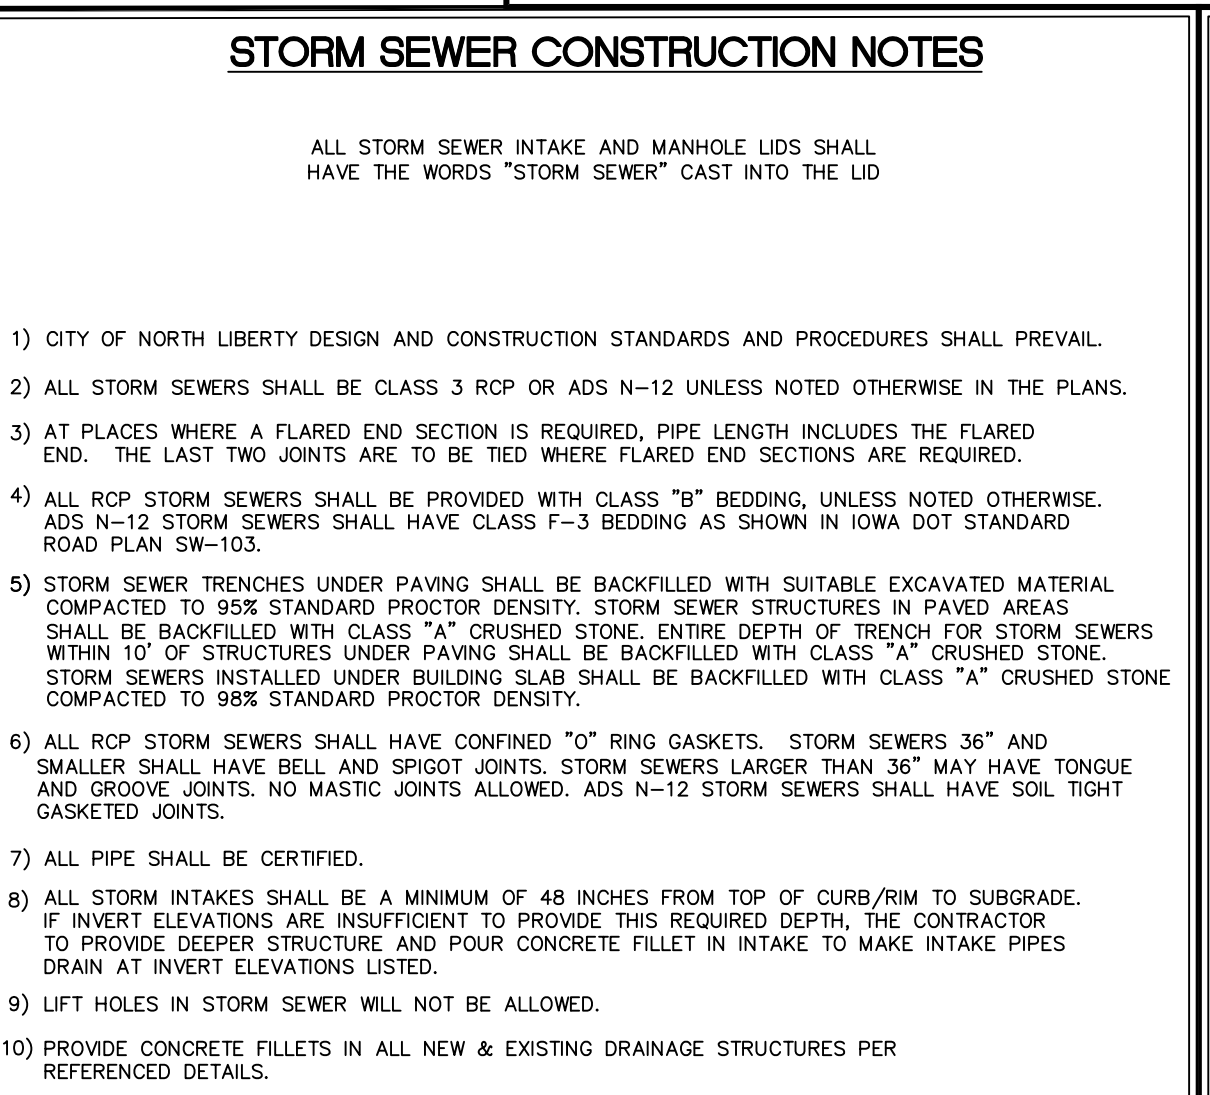 STORM SEWER CONSTRUCTION NOTES
ALL STORM SEWER INTAKE AND MANHOLE LIDS SHALL
HAVE THE WORDS "STORM SEWER" CAST INTO THE LID
1) CITY OF NORTH LIBERTY DESIGN AND CONSTRUCTION STANDARDS AND PROCEDURES SHALL PREVAIL.
2) ALL STORM SEWERS SHALL BE CLASS 3 RCP OR ADS N-12 UNLESS NOTED OTHERWISE IN THE PLANS.
3) AT PLACES WHERE A FLARED END SECTION IS REQUIRED, PIPE LENGTH INCLUDES THE FLARED
END. THE LAST TWO JOINTS ARE TO BE TIED WHERE FLARED END SECTIONS ARE REQUIRED.
4) ALL RCP STORM SEWERS SHALL BE PROVIDED WITH CLASS "B" BEDDING, UNLESS NOTED OTHERWISE.
ADS N-12 STORM SEWERS SHALL HAVE CLASS F-3 BEDDING AS SHOWN IN IOWA DOT STANDARD
ROAD PLAN SW-103.
5) STORM SEWER TRENCHES UNDER PAVING SHALL BE BACKFILLED WITH SUITABLE EXCAVATED MATERIAL
COMPACTED TO 95% STANDARD PROCTOR DENSITY. STORM SEWER STRUCTURES IN PAVED AREAS
SHALL BE BACKFILLED WITH CLASS "A" CRUSHED STONE. ENTIRE DEPTH OF TRENCH FOR STORM SEWERS
WITHIN 10' OF STRUCTURES UNDER PAVING SHALL BE BACKFILLED WITH CLASS "A" CRUSHED STONE.
STORM SEWERS INSTALLED UNDER BUILDING SLAB SHALL BE BACKFILLED WITH CLASS "A" CRUSHED STONE
COMPACTED TO 98% STANDARD PROCTOR DENSITY.
6) ALL RCP STORM SEWERS SHALL HAVE CONFINED "O" RING GASKETS. STORM SEWERS 36" AND
SMALLER SHALL HAVE BELL AND SPIGOT JOINTS. STORM SEWERS LARGER THAN 36" MAY HAVE TONGUE
AND GROOVE JOINTS. NO MASTIC JOINTS ALLOWED. ADS N-12 STORM SEWERS SHALL HAVE SOIL TIGHT
GASKETED JOINTS.
7) ALL PIPE SHALL BE CERTIFIED.
8) ALL STORM INTAKES SHALL BE A MINIMUM OF 48 INCHES FROM TOP OF CURB/RIM TO SUBGRADE.
IF INVERT ELEVATIONS ARE INSUFFICIENT TO PROVIDE THIS REQUIRED DEPTH, THE CONTRACTOR
TO PROVIDE DEEPER STRUCTURE AND POUR CONCRETE FILLET IN INTAKE TO MAKE INTAKE PIPES
DRAIN AT INVERT ELEVATIONS LISTED.
9) LIFT HOLES IN STORM SEWER WILL NOT BE ALLOWED.
10) PROVIDE CONCRETE FILLETS IN ALL NEW & EXISTING DRAINAGE STRUCTURES PER
REFERENCED DETAILS.